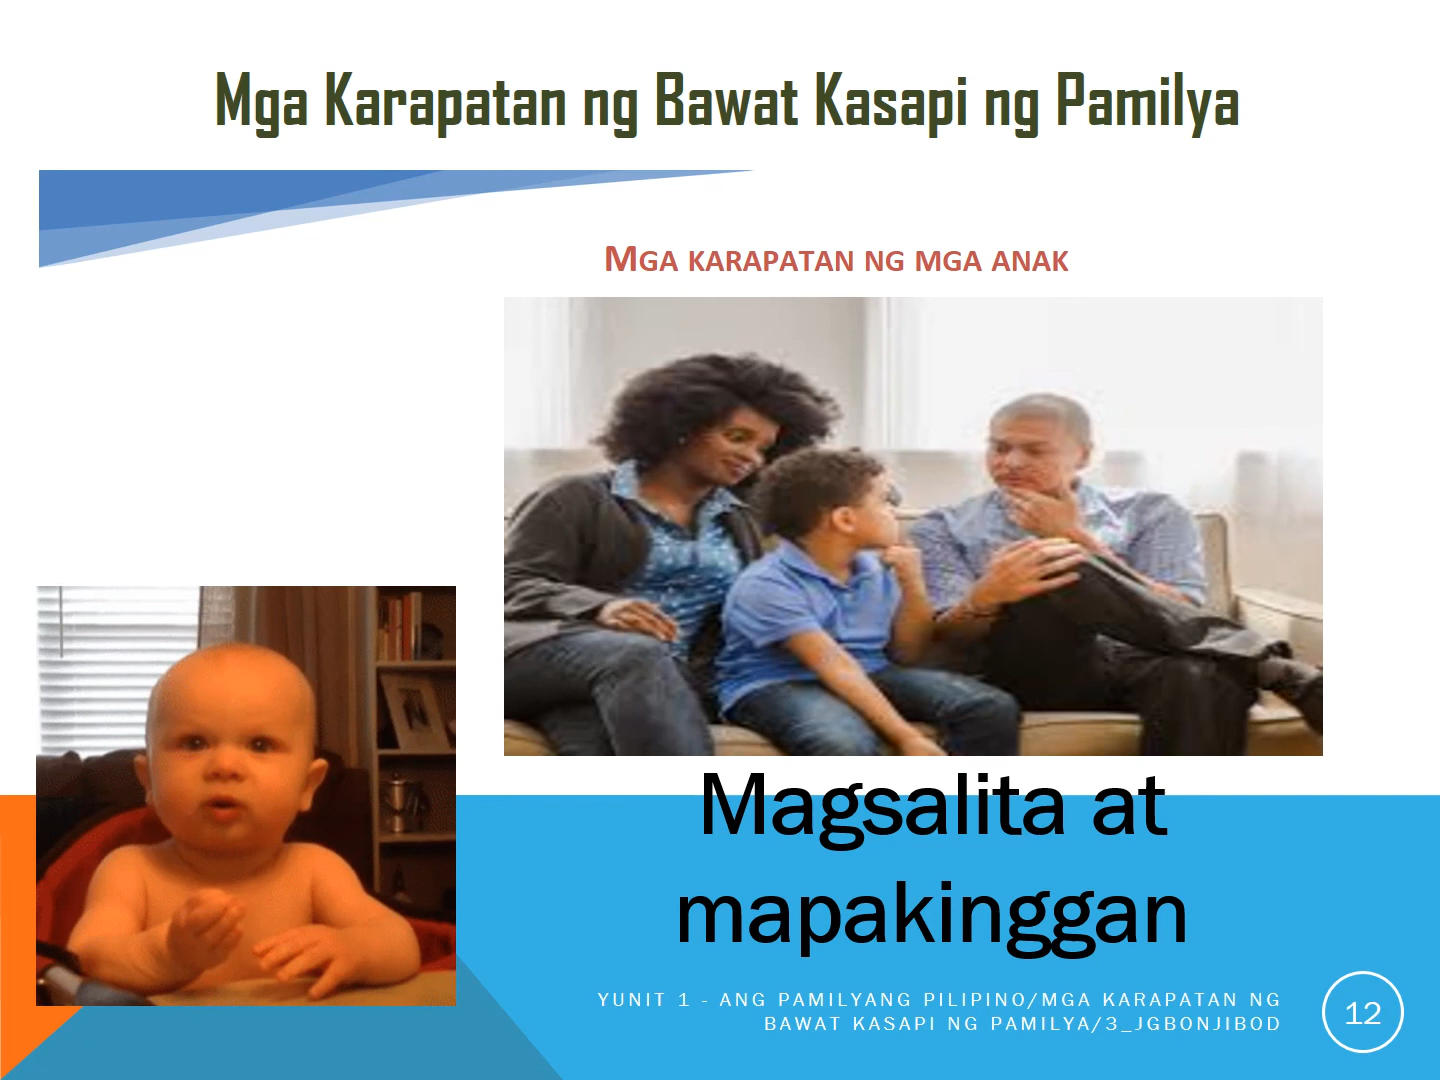 Mga Karapatan ng Bawat Kasapi ng Pamilya
MGA KARAPATAN NG MGA ANAK
Magsalita at
mapakinggan
YUNIT 1 - ANG PAMILYANG PILIPINO/MGA KARAPATAN NG
BAWAT KASAPI NG PAMILYA/3_JGBONJIBOD
12